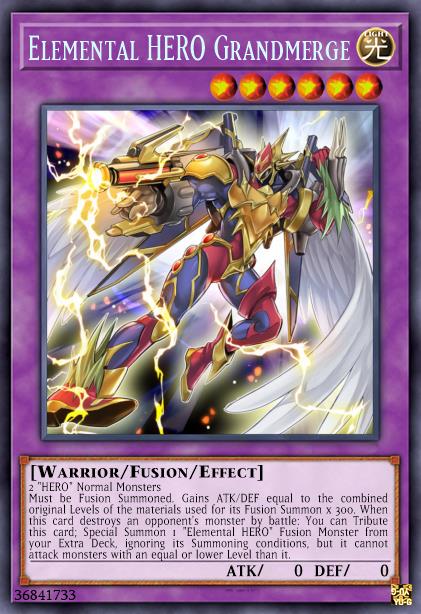 Elemental HERO Grandmerge
LIGHT
光
[Warrior/Fusion/Effect]
2 "HERO" Normal Monsters
Must be Fusion Summoned. Gains ATK/DEF equal to the combined
original Levels of the materials used for its Fusion Summon x 300. When
this card destroys an opponent's monster by battle: You can Tribute
this card; Special Summon 1 "Elemental HERO" Fusion Monster from
your Extra Deck, ignoring its Summoning conditions, but it cannot
attack monsters with an equal or lower Level than it.
ATK/ 0 DEF/ 0
36841733